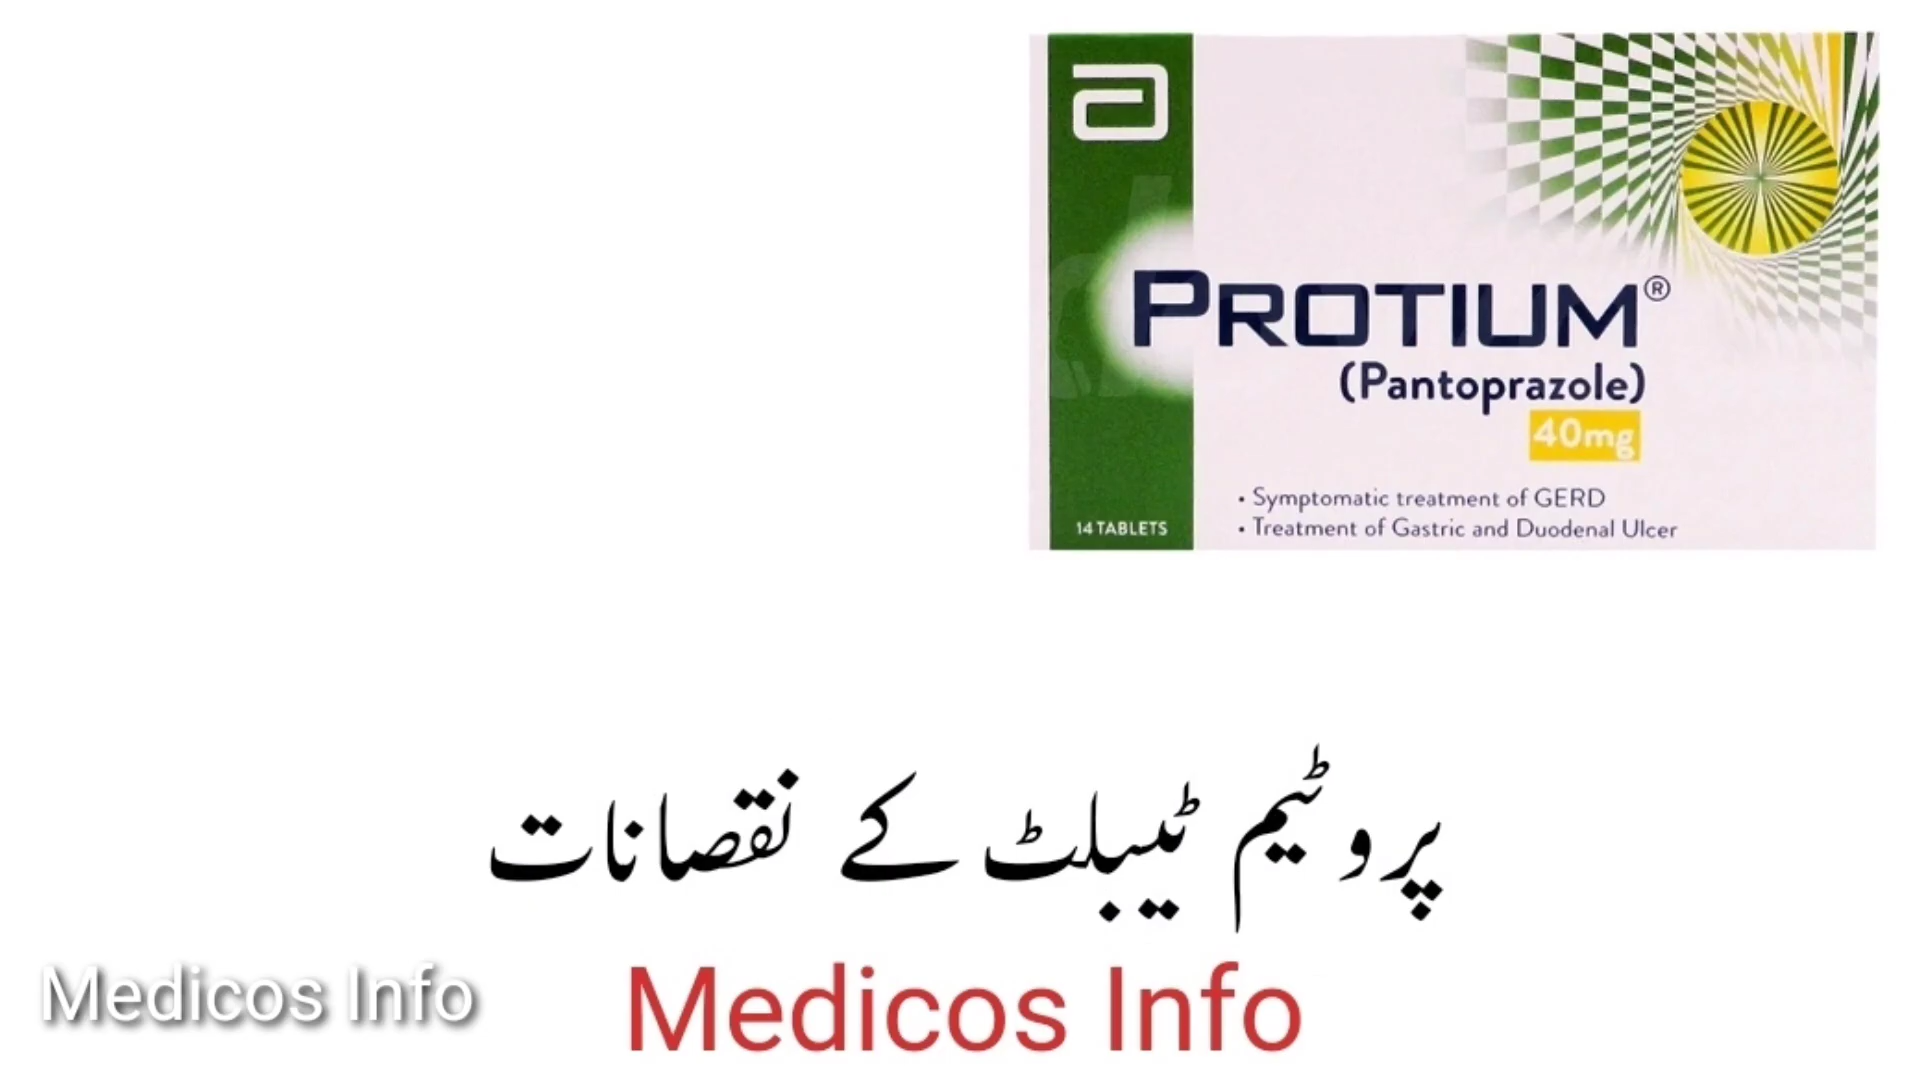 PROTIUM®
(Pantoprazole)
40mg
• Symptomatic treatment of GERD
• Treatment of Gastric and Duodenal Ulcer
14 TABLETS
پروٹیم ٹیبلٹ کے نقصانات
Medicos Info
Medicos Info